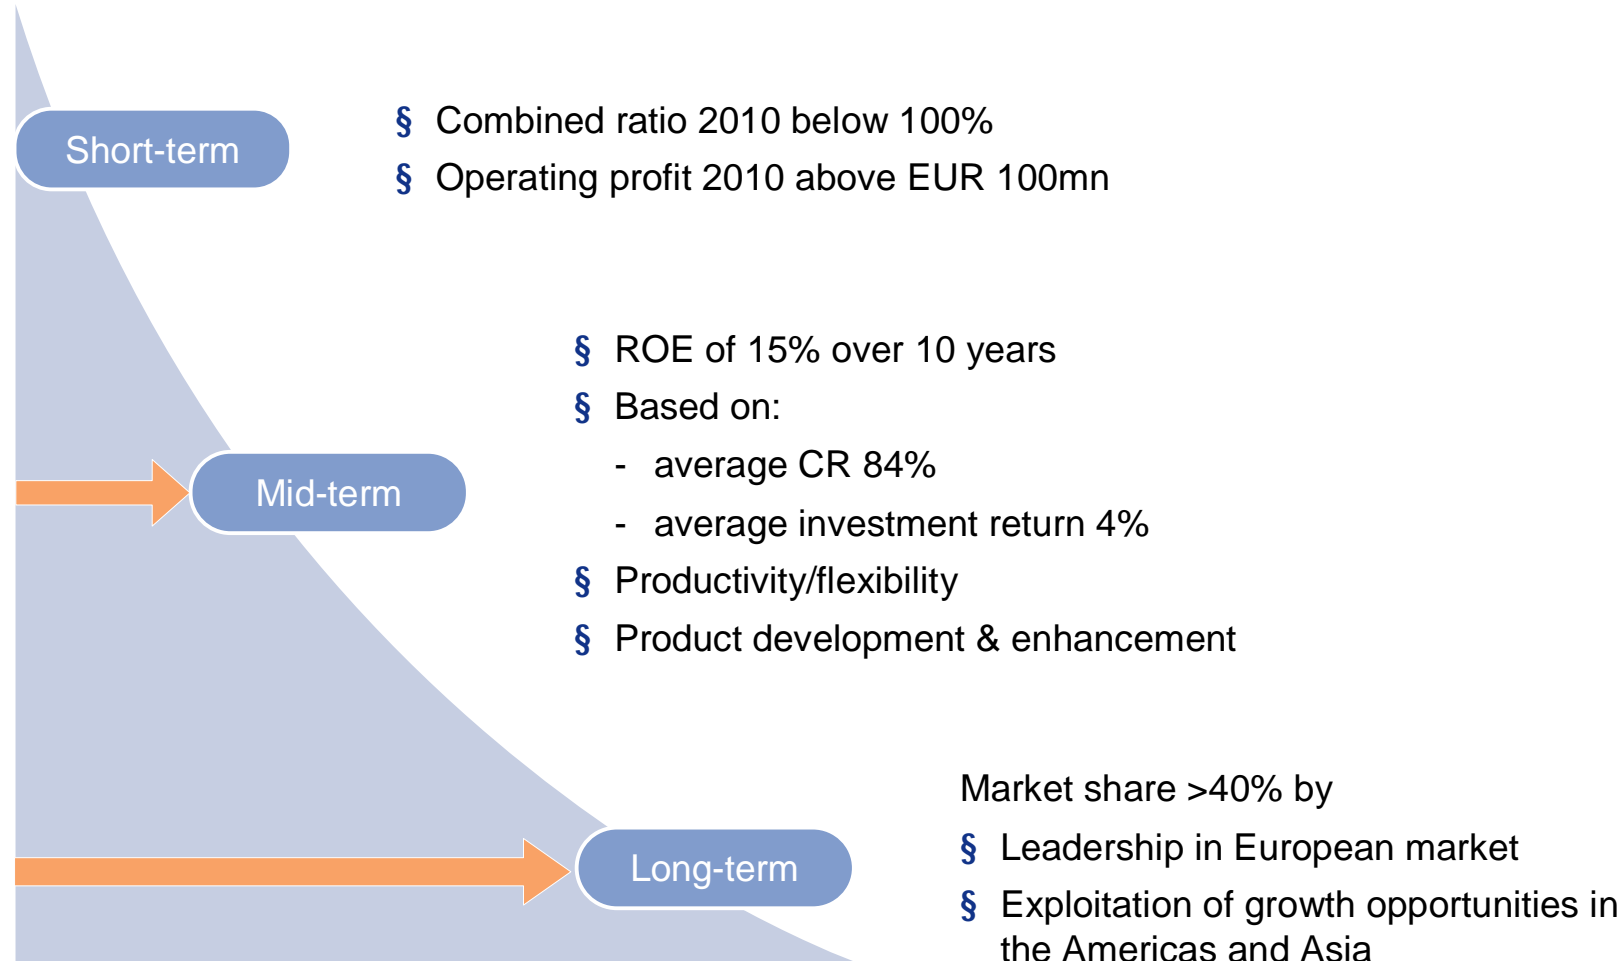 Short-term
§ Combined ratio 2010 below 100%
§ Operating profit 2010 above EUR 100mn
Mid-term
§ ROE of 15% over 10 years
§ Based on:
- average CR 84%
- average investment return 4%
§ Productivity/flexibility
§ Product development & enhancement
Long-term
Market share >40% by
§ Leadership in European market
§ Exploitation of growth opportunities in
the Americas and Asia